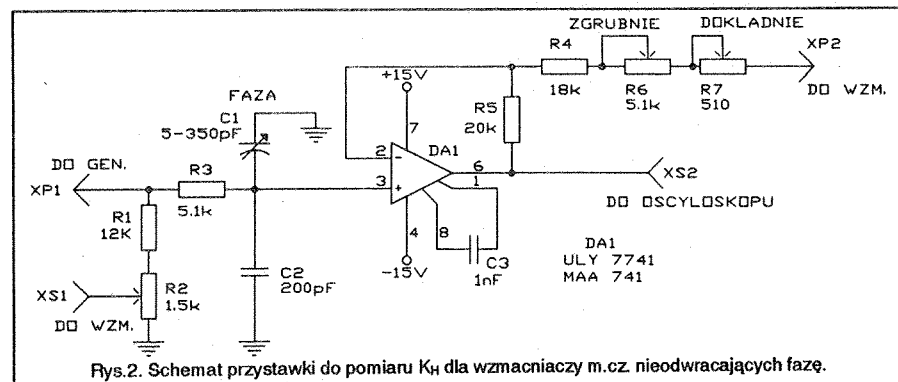 ZGRUBNIE DOKŁADNIE
R4
XP2
18k
R6
5.1k
R7
510
DO WZM.
+15V
FAZA
C1
5-350pF
R5
20k
7
DA1
2
-
3
+
6
1
XS2
DO OSCYLOSKOPU
DO GEN.
XP1
R3
5.1k
R1
12K
4
8
-15V
C3
1nF
DA1
ULY 7741
MAA 741
C2
200pF
XS1
R2
1.5k
DO WZM.
Rys.2. Schemat przystawki do pomiaru KH dla wzmacniaczy m.cz. nieodwracających fazę.